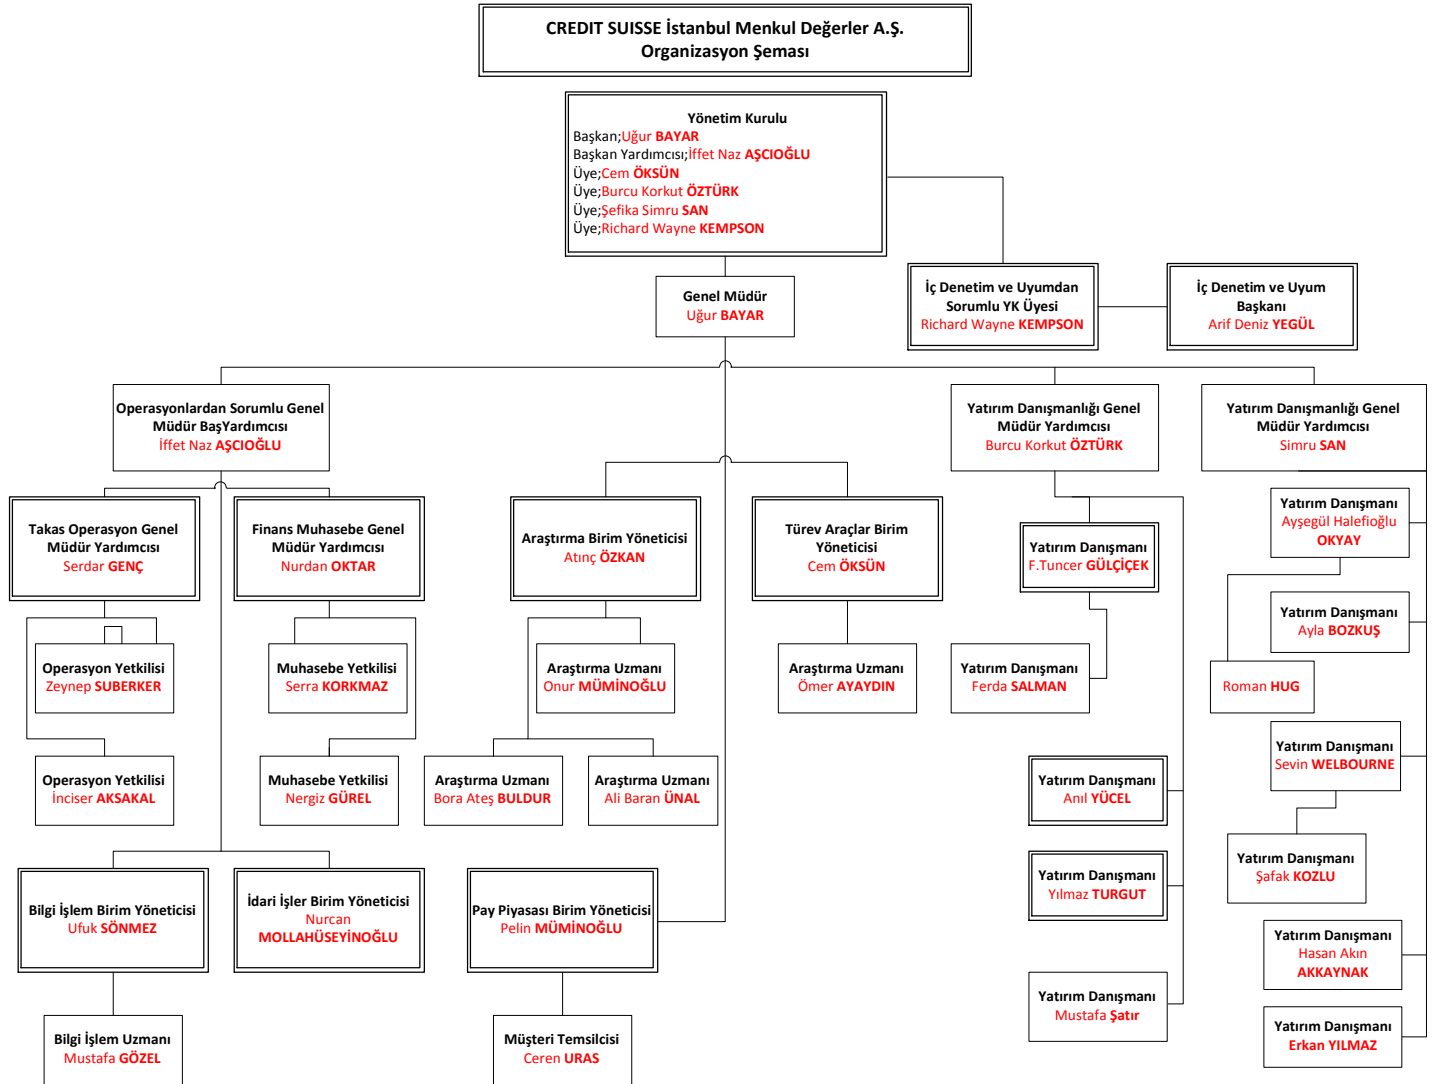 CREDIT SUISSE İstanbul Menkul Değerler A.Ş.
Organizasyon Şeması
Yönetim Kurulu
Başkan;Uğur BAYAR
Başkan Yardımcısı;İffet Naz AŞCIOĞLU
Üye;Cem ÖKSÜN
Üye;Burcu Korkut ÖZTÜRK
Üye;Şefika Simru SAN
Üye;Richard Wayne KEMPSON
Genel Müdür
Uğur BAYAR
İç Denetim ve Uyumdan
Sorumlu YK Üyesi
Richard Wayne KEMPSON
İç Denetim ve Uyum
Başkanı
Arif Deniz YEGÜL
Operasyonlardan Sorumlu Genel
Müdür BaşYardımcısı
İffet Naz AŞCIOĞLU
Yatırım Danışmanlığı Genel
Müdür Yardımcısı
Burcu Korkut ÖZTÜRK
Yatırım Danışmanlığı Genel
Müdür Yardımcısı
Simru SAN
Takas Operasyon Genel
Müdür Yardımcısı
Serdar GENÇ
Finans Muhasebe Genel
Müdür Yardımcısı
Nurdan OKTAR
Araştırma Birim Yöneticisi
Atınç ÖZKAN
Türev Araçlar Birim
Yöneticisi
Cem ÖKSÜN
Yatırım Danışmanı
F.Tuncer GÜLÇİÇEK
Yatırım Danışmanı
Ayşegül Halefioğlu
OKYAY
Yatırım Danışmanı
Ayla BOZKUŞ
Operasyon Yetkilisi
Zeynep SUBERKER
Muhasebe Yetkilisi
Serra KORKMAZ
Araştırma Uzmanı
Onur MÜMİNOĞLU
Araştırma Uzmanı
Ömer AYAYDIN
Yatırım Danışmanı
Ferda SALMAN
Roman HUG
Yatırım Danışmanı
Sevin WELBOURNE
Operasyon Yetkilisi
İnciser AKSAKAL
Muhasebe Yetkilisi
Nergiz GÜREL
Araştırma Uzmanı
Bora Ateş BULDUR
Araştırma Uzmanı
Ali Baran ÜNAL
Yatırım Danışmanı
Anıl YÜCEL
Yatırım Danışmanı
Şafak KOZLU
Bilgi İşlem Birim Yöneticisi
Ufuk SÖNMEZ
İdari İşler Birim Yöneticisi
Nurcan
MOLLAHÜSEYİNOĞLU
Pay Piyasası Birim Yöneticisi
Pelin MÜMİNOĞLU
Yatırım Danışmanı
Yılmaz TURGUT
Yatırım Danışmanı
Hasan Akın
AKKAYNAK
Yatırım Danışmanı
Mustafa Şatır
Bilgi İşlem Uzmanı
Mustafa GÖZEL
Müşteri Temsilcisi
Ceren URAS
Yatırım Danışmanı
Erkan YILMAZ